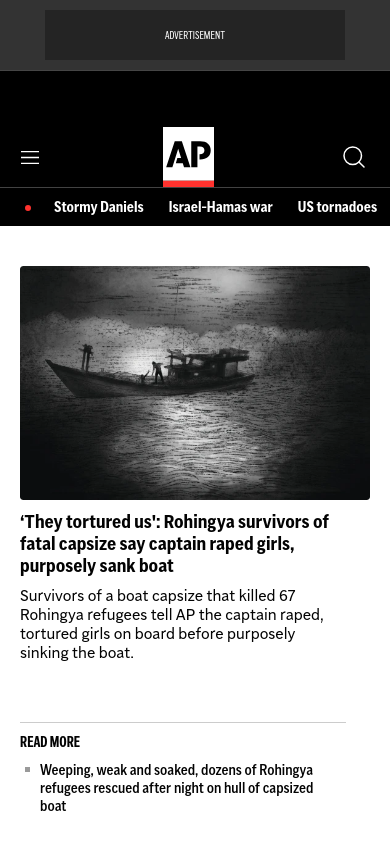 ADVERTISEMENT
AP
Stormy Daniels
Israel-Hamas war
US tornadoes
‘They tortured us': Rohingya survivors of
fatal capsize say captain raped girls,
purposely sank boat
Survivors of a boat capsize that killed 67
Rohingya refugees tell AP the captain raped,
tortured girls on board before purposely
sinking the boat.
READ MORE
Weeping, weak and soaked, dozens of Rohingya
refugees rescued after night on hull of capsized
boat